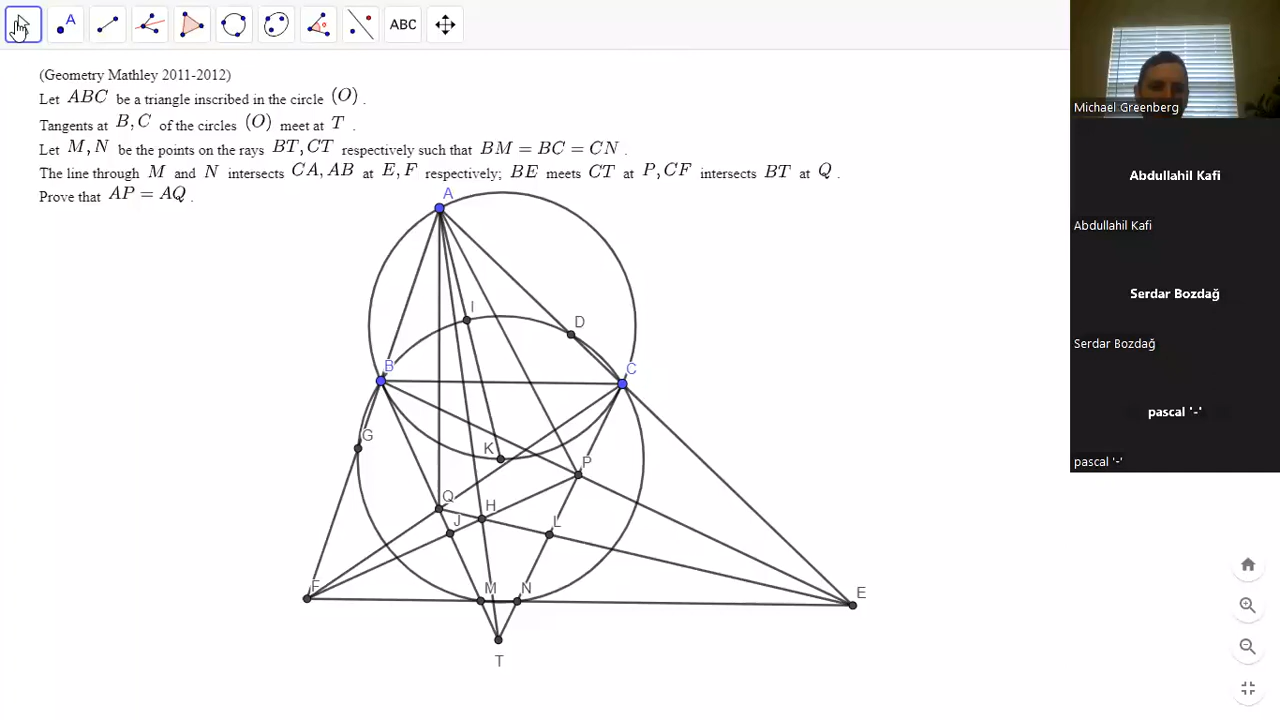 ABC
(Geometry Mathley 2011-2012)
Let ABC be a triangle inscribed in the circle (O) .
Tangents at B, C of the circles (O) meet at T .
Let M, N be the points on the rays BT, CT respectively such that BM = BC = CN .
The line through M and N intersects CA, AB at E, F respectively; BE meets CT at P, CF intersects BT at Q .
Prove that AP = AQ .
A
I
D
B
C
G
K
P
Q
H
J
L
F
M
N
E
T
Michael Greenberg
Abdullahil Kafi
Abdullahil Kafi
Serdar Bozdağ
Serdar Bozdağ
pascal '-'
pascal '-'